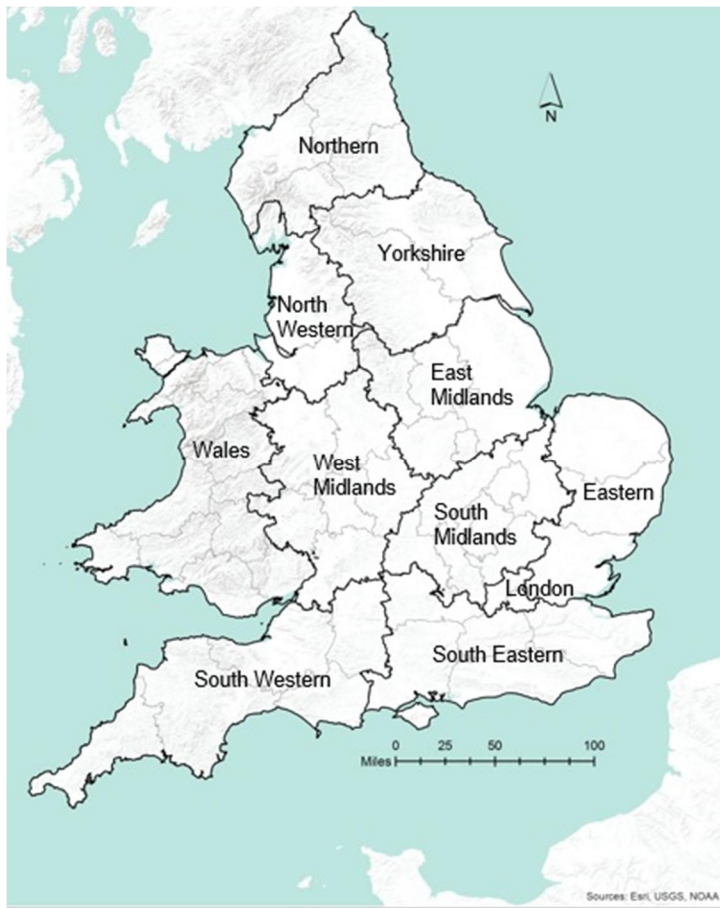 N
Northern
Yorkshire
North
Western
East
Midlands
Wales
West
Midlands
Eastern
South
Midlands
London
South Eastern
South Western
0 25 50 100
Miles
Sources: Esri, USGS, NOAA